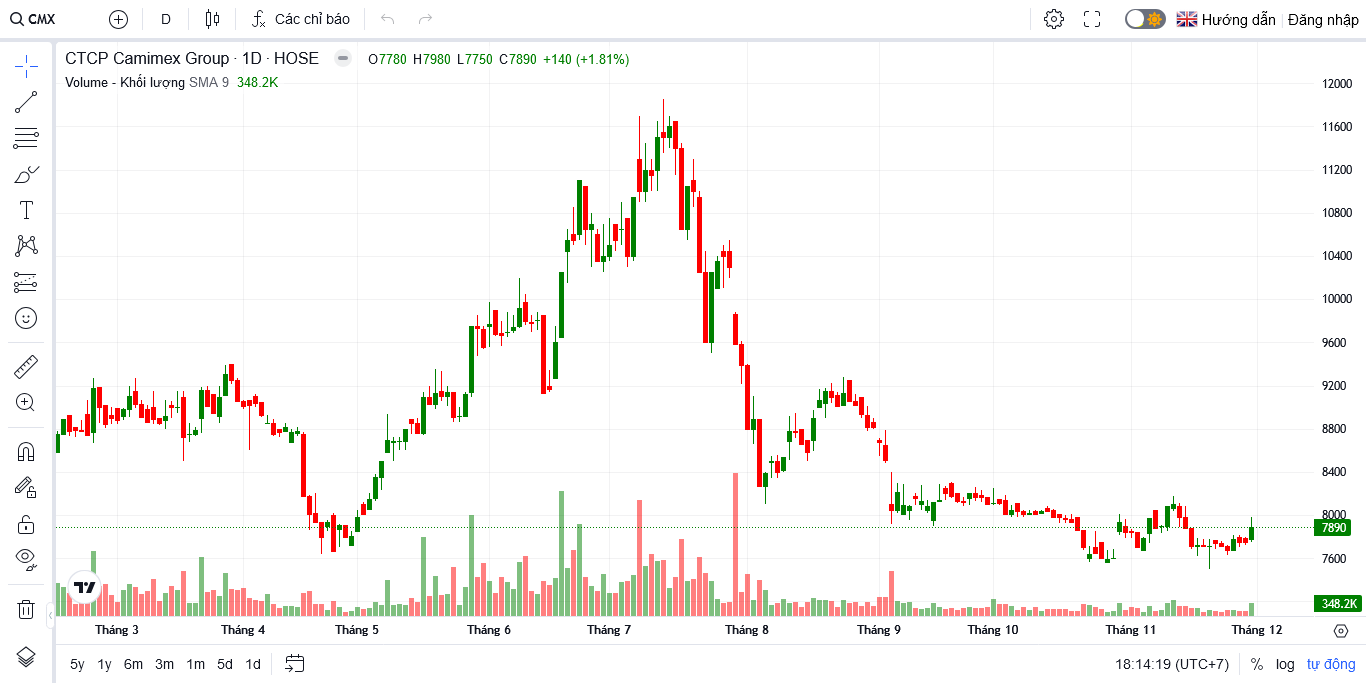 CMX D Các chỉ báo Hướng dẫn Đăng nhập
CTCP Camimex Group · 1D · HOSE O7780 H7980 L7750 C7890 +140 (+1.81%)
Volume - Khối lượng SMA 9 348.2K
12000
11600
11200
10800
10400
10000
9600
9200
8800
8400
8000
7890
7600
348.2K
Tháng 3 Tháng 4 Tháng 5 Tháng 6 Tháng 7 Tháng 8 Tháng 9 Tháng 10 Tháng 11 Tháng 12
5y 1y 6m 3m 1m 5d 1d 18:14:19 (UTC+7) % log tự động